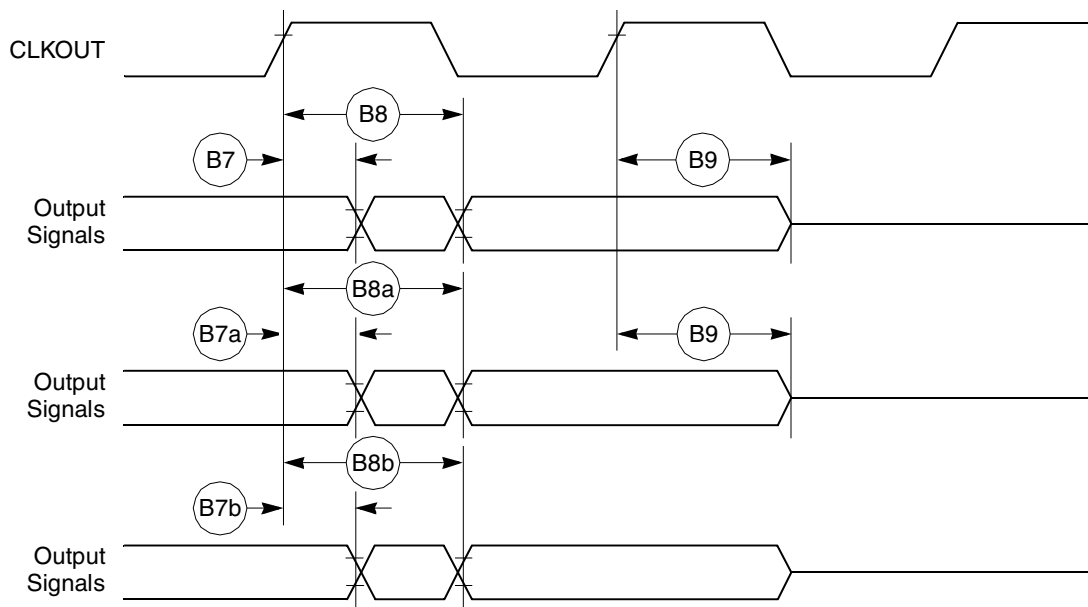 CLKOUT
B8
B7
B9
Output
Signals
B8a
B7a
B9
Output
Signals
B8b
B7b
Output
Signals